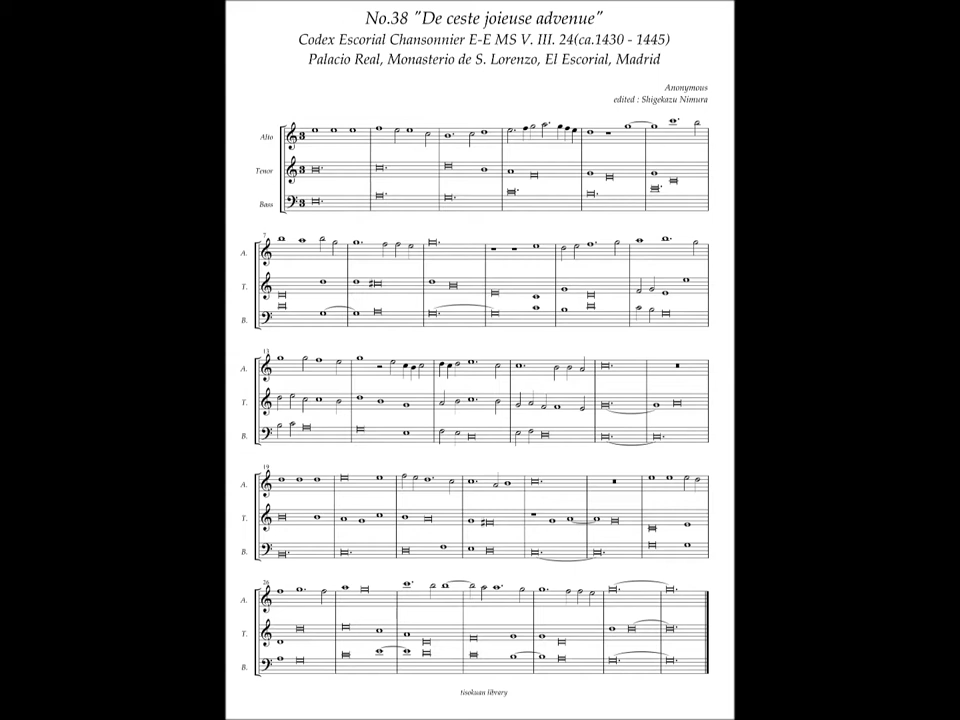 No.38 "De ceste joieuse advenue"
Codex Escorial Chansonnier E-E MS V. III. 24(ca.1430 - 1445)
Palacio Real, Monasterio de S. Lorenzo, El Escorial, Madrid
Anonymous
edited : Shigekazu Nimura
Alto
Tenor
Bass
7
A.
T.
B.
13
A.
T.
B.
19
A.
T.
B.
26
A.
T.
B.
tisokuan library